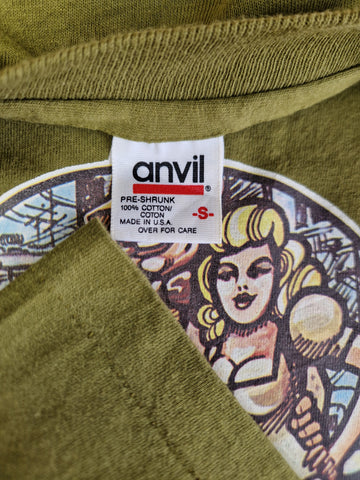 anvil
®
PRE-SHRUNK
100% COTTON/
COTON
MADE IN U.S.A.
OVER FOR CARE
-S-